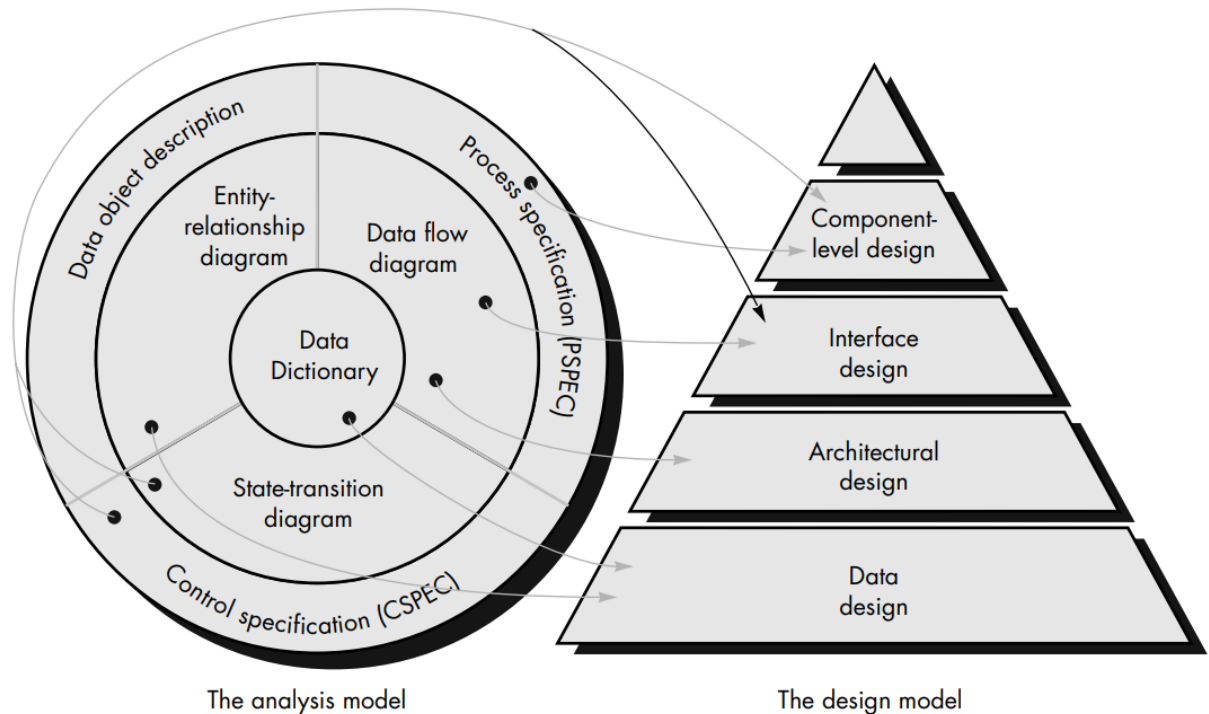 Data object description
Process specification (PSPEC)
Entity-
relationship
diagram
Data flow
diagram
Data
Dictionary
State-transition
diagram
Control specification (CSPEC)
The analysis model
Component-
level design
Interface
design
Architectural
design
Data
design
The design model